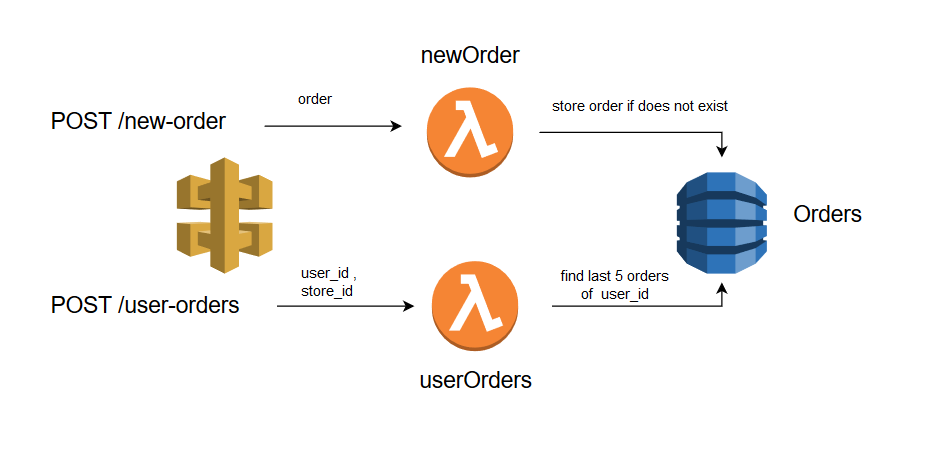 newOrder
order
POST /new-order
store order if does not exist
Orders
user_id ,
store_id
find last 5 orders
of user_id
POST /user-orders
userOrders